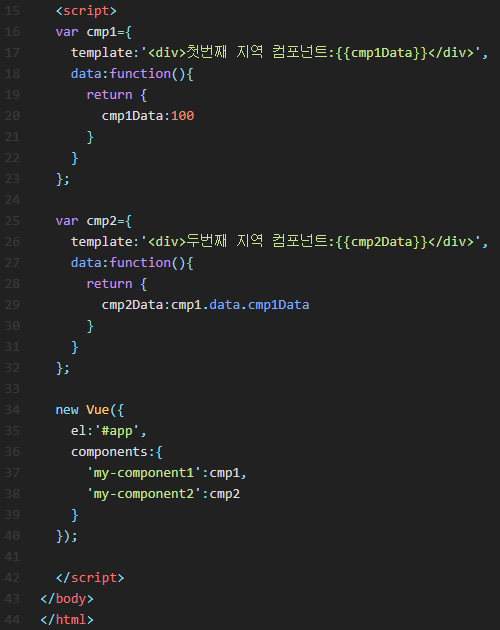 15 <script>
16 var cmp1={
17 template:'<div>첫번째 지역 컴포넌트:{{cmp1Data}}</div>',
18 data:function(){
19 return {
20 cmp1Data:100
21 }
22 }
23 };
24
25 var cmp2={
26 template:'<div>두번째 지역 컴포넌트:{{cmp2Data}}</div>',
27 data:function(){
28 return {
29 cmp2Data:cmp1.data.cmp1Data
30 }
31 }
32 };
33
34 new Vue({
35 el:'#app',
36 components:{
37 'my-component1':cmp1,
38 'my-component2':cmp2
39 }
40 });
41
42 </script>
43 </body>
44 </html>